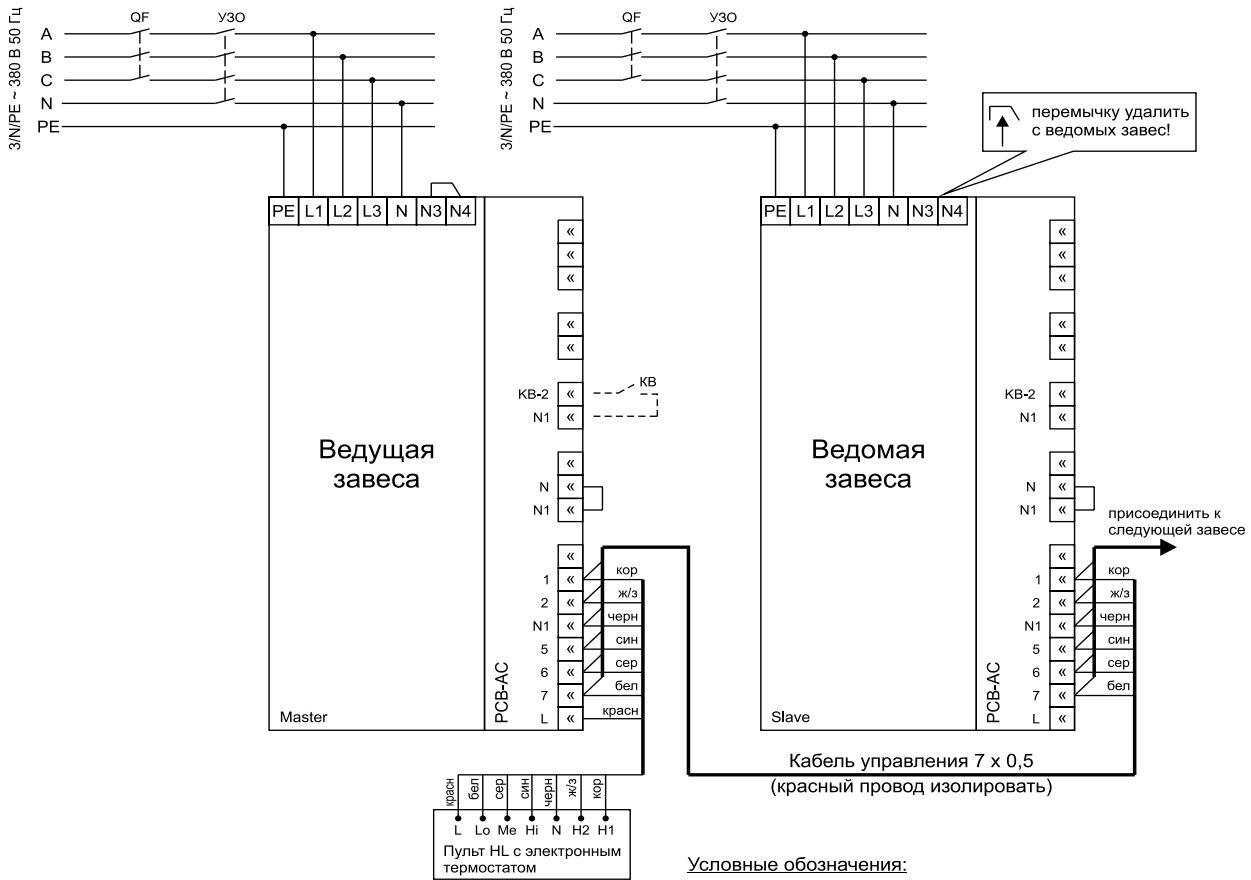 3/N/PE ~ 380 В 50 Гц
QF УЗО
A
B
C
N
PE
3/N/PE ~ 380 В 50 Гц
QF УЗО
A
B
C
N
PE
перемычку удалить
с ведомых завес!
PE L1 L2 L3 N N3 N4
«
«
«
«
«
КВ-2 «
N1 «
КВ
«
N «
N1 «
«
1 « кор
2 « ж/з
N1 « черн
5 « син
6 « сер
7 « бел
L « красн
Ведущая
завеса
Master
PCB-AC
PE L1 L2 L3 N N3 N4
«
«
«
«
«
КВ-2 «
N1 «
«
N «
N1 «
«
1 « кор
2 « ж/з
N1 « черн
5 « син
6 « сер
7 « бел
L «
Ведомая
завеса
Slave
PCB-AC
присоединить к
следующей завесе
Кабель управления 7 x 0,5
(красный провод изолировать)
красн бел сер син черн ж/з кор
L Lo Me Hi N H2 H1
Пульт HL с электронным
термостатом
Условные обозначения: